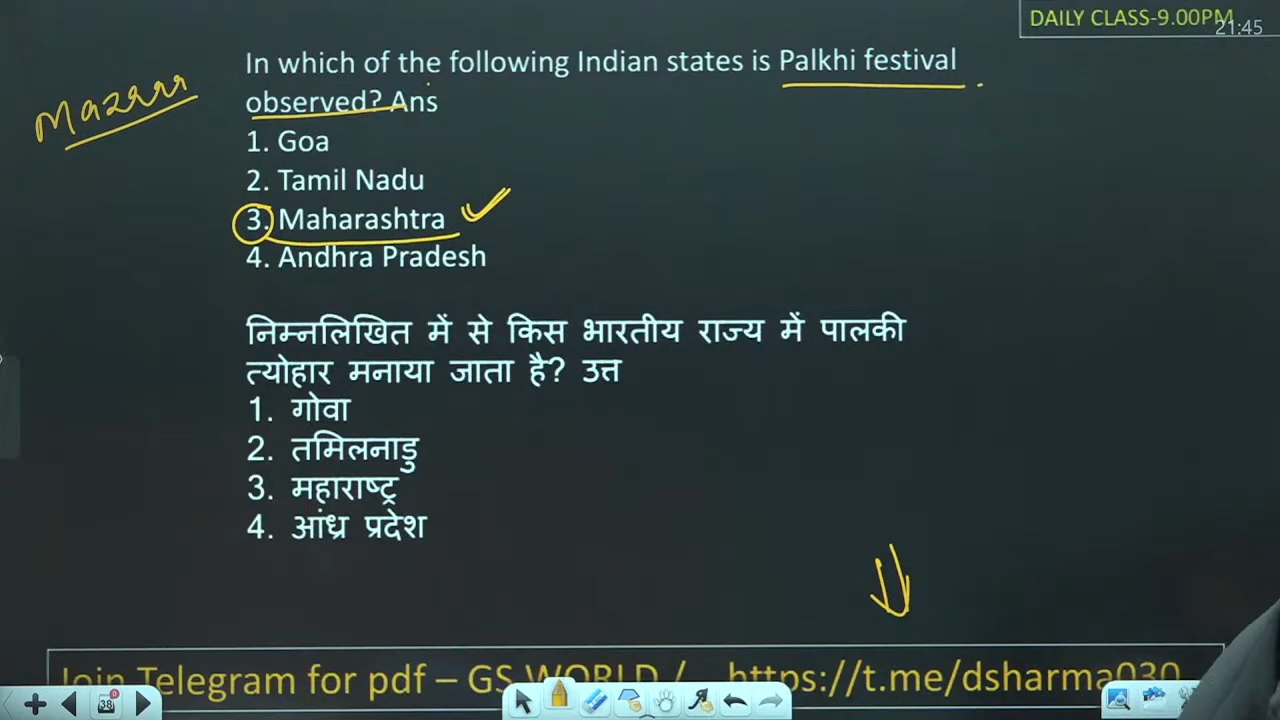 DAILY CLASS-9.00PM
21:45
In which of the following Indian states is Palkhi festival
observed? Ans
1. Goa
2. Tamil Nadu
3. Maharashtra
4. Andhra Pradesh
निम्नलिखित में से किस भारतीय राज्य में पालकी
त्योहार मनाया जाता है? उत्त
1. गोवा
2. तमिलनाडु
3. महाराष्ट्र
4. आंध्र प्रदेश
Join Telegram for pdf – GS WORLD / https://t.me/dsharma030
38